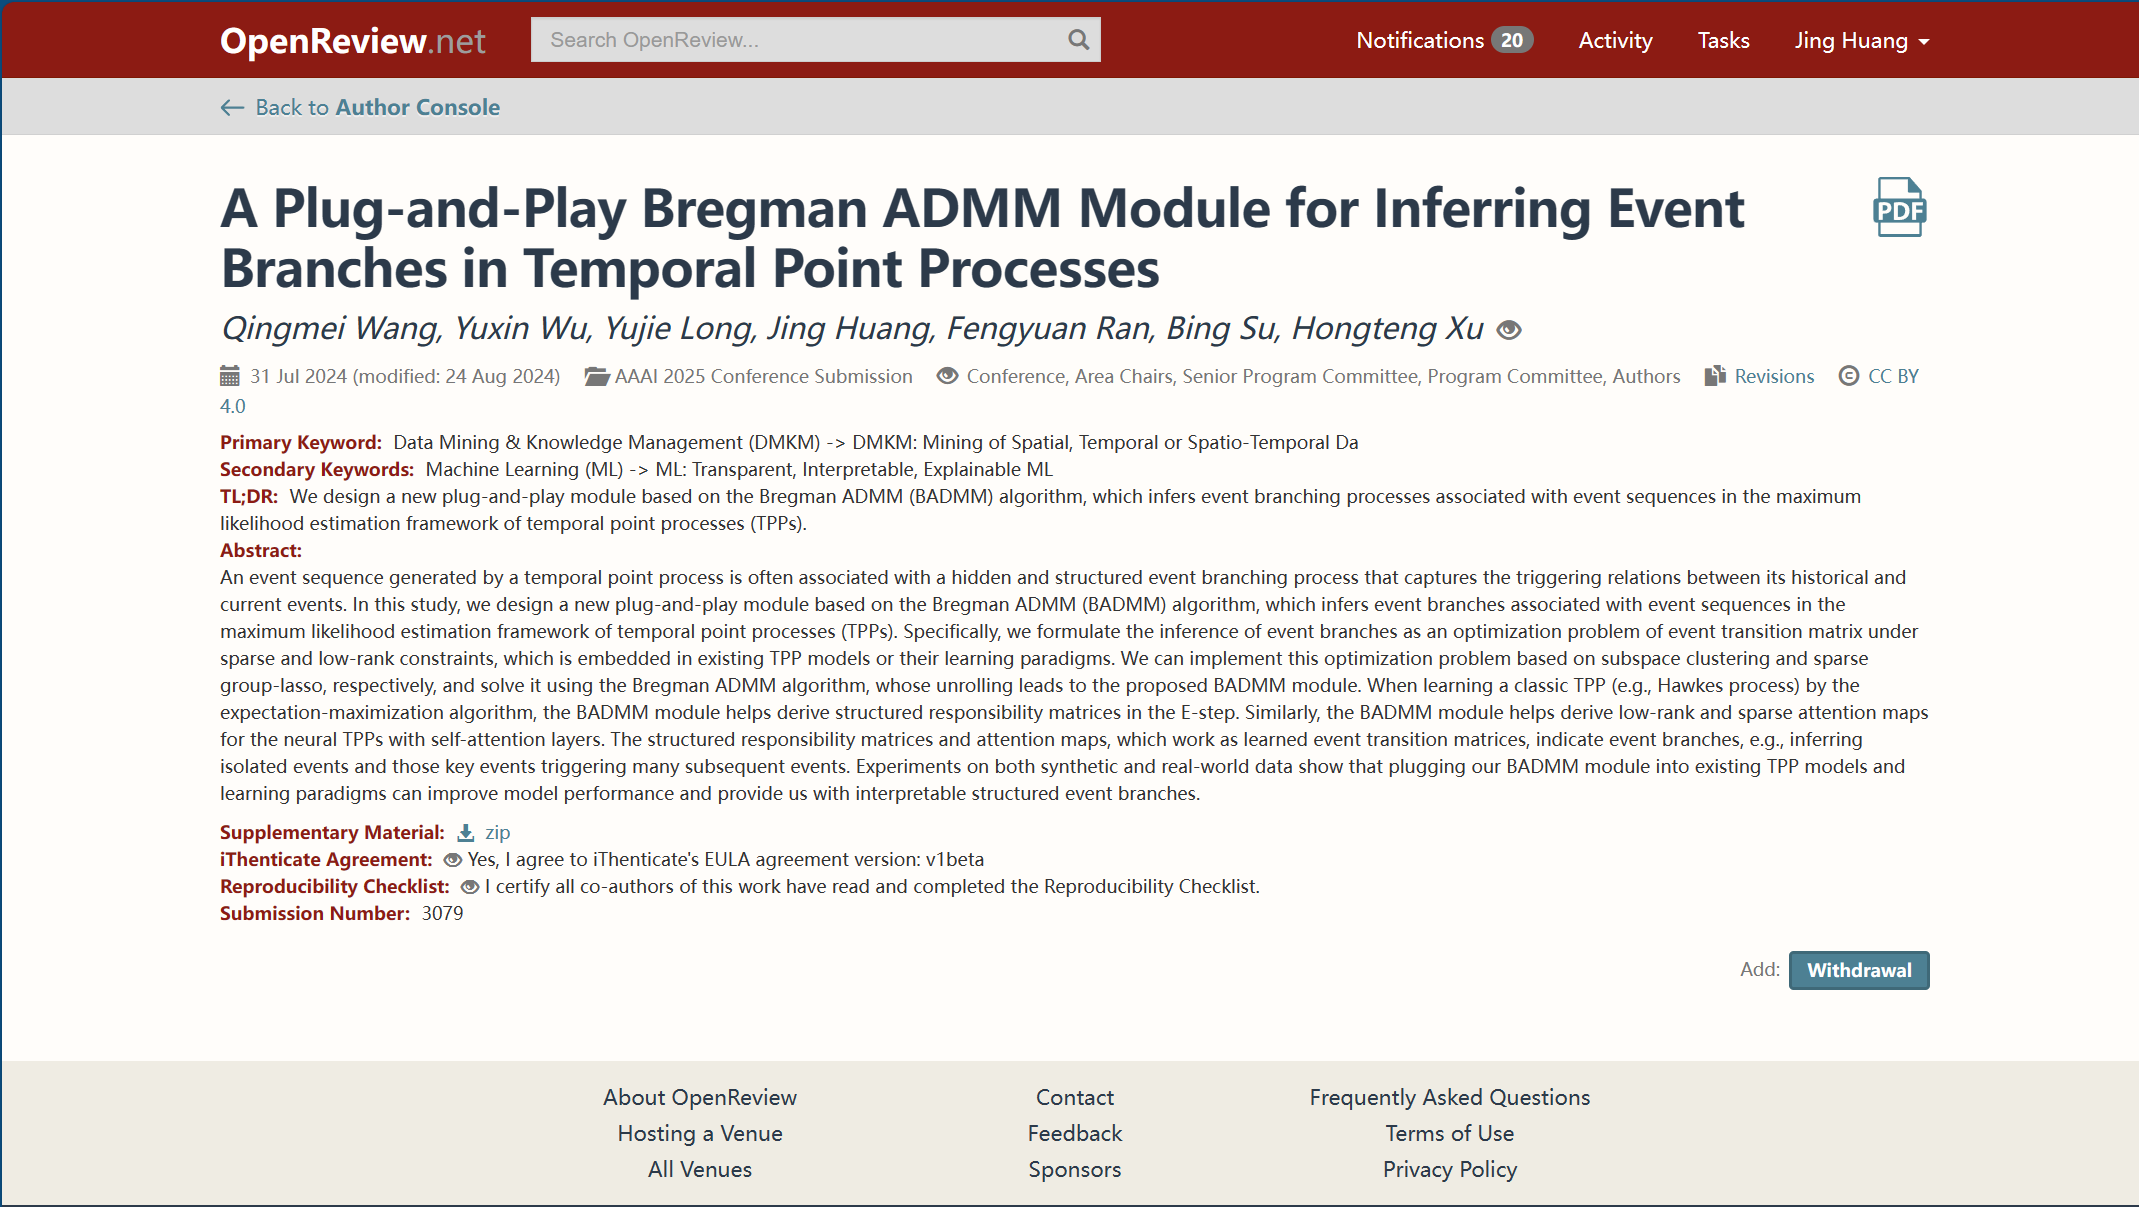 OpenReview.net
Search OpenReview...
Notifications 20
Activity
Tasks
Jing Huang
← Back to Author Console
A Plug-and-Play Bregman ADMM Module for Inferring Event
Branches in Temporal Point Processes
PDF
Qingmei Wang, Yuxin Wu, Yujie Long, Jing Huang, Fengyuan Ran, Bing Su, Hongteng Xu
31 Jul 2024 (modified: 24 Aug 2024) AAAI 2025 Conference Submission Conference, Area Chairs, Senior Program Committee, Program Committee, Authors Revisions © CC BY
4.0
Primary Keyword: Data Mining & Knowledge Management (DMKM) -> DMKM: Mining of Spatial, Temporal or Spatio-Temporal Da
Secondary Keywords: Machine Learning (ML) -> ML: Transparent, Interpretable, Explainable ML
TL;DR: We design a new plug-and-play module based on the Bregman ADMM (BADMM) algorithm, which infers event branching processes associated with event sequences in the maximum
likelihood estimation framework of temporal point processes (TPPs).
Abstract:
An event sequence generated by a temporal point process is often associated with a hidden and structured event branching process that captures the triggering relations between its historical and
current events. In this study, we design a new plug-and-play module based on the Bregman ADMM (BADMM) algorithm, which infers event branches associated with event sequences in the
maximum likelihood estimation framework of temporal point processes (TPPs). Specifically, we formulate the inference of event branches as an optimization problem of event transition matrix under
sparse and low-rank constraints, which is embedded in existing TPP models or their learning paradigms. We can implement this optimization problem based on subspace clustering and sparse
group-lasso, respectively, and solve it using the Bregman ADMM algorithm, whose unrolling leads to the proposed BADMM module. When learning a classic TPP (e.g., Hawkes process) by the
expectation-maximization algorithm, the BADMM module helps derive structured responsibility matrices in the E-step. Similarly, the BADMM module helps derive low-rank and sparse attention maps
for the neural TPPs with self-attention layers. The structured responsibility matrices and attention maps, which work as learned event transition matrices, indicate event branches, e.g., inferring
isolated events and those key events triggering many subsequent events. Experiments on both synthetic and real-world data show that plugging our BADMM module into existing TPP models and
learning paradigms can improve model performance and provide us with interpretable structured event branches.
Supplementary Material: zip
iThenticate Agreement: Yes, I agree to iThenticate's EULA agreement version: v1beta
Reproducibility Checklist: I certify all co-authors of this work have read and completed the Reproducibility Checklist.
Submission Number: 3079
Add: Withdrawal
About OpenReview
Hosting a Venue
All Venues
Contact
Feedback
Sponsors
Frequently Asked Questions
Terms of Use
Privacy Policy